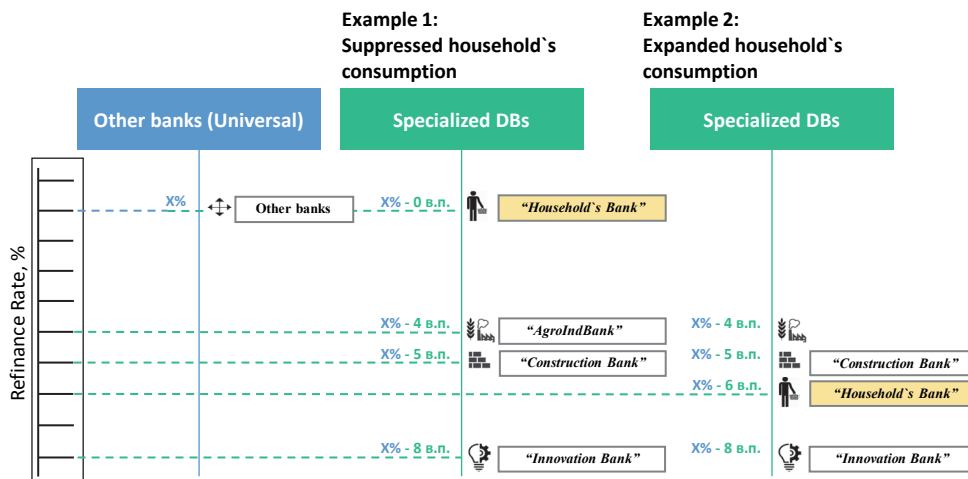 Example 1:
Suppressed household`s
consumption
Example 2:
Expanded household`s
consumption
Other banks (Universal)
Specialized DBs
Specialized DBs
Refinance Rate, %
X%
Other banks
X% - 0 в.п.
“Household`s Bank”
X% - 4 в.п.
“AgroIndBank”
X% - 4 в.п.
X% - 5 в.п.
“Construction Bank”
X% - 5 в.п.
“Construction Bank”
X% - 6 в.п.
“Household`s Bank”
X% - 8 в.п.
“Innovation Bank”
X% - 8 в.п.
“Innovation Bank”